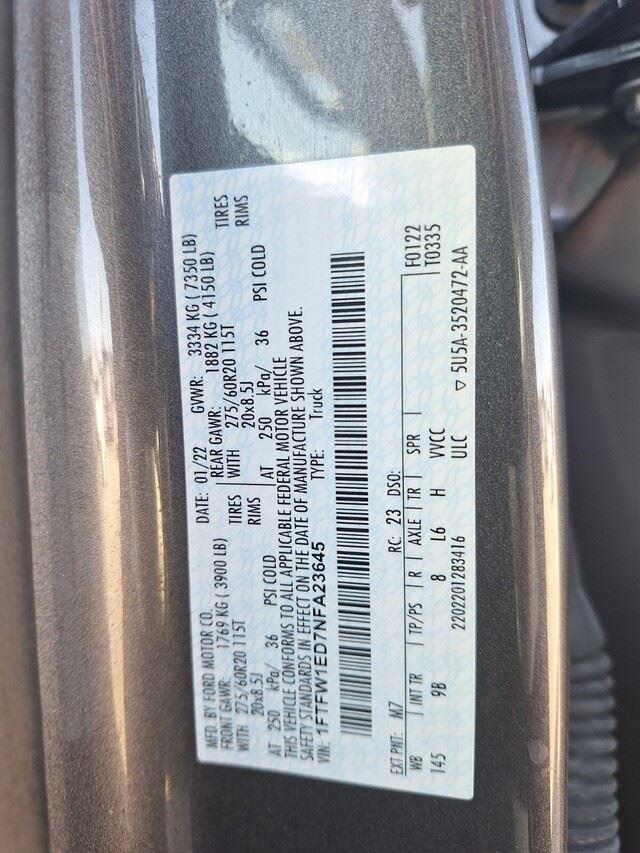 MFD. BY FORD MOTOR CO. DATE: 01/22 GVWR: 3334 KG ( 7350 LB)
FRONT GAWR: 1769 KG ( 3900 LB) REAR GAWR: 1882 KG ( 4150 LB)
WITH 275/60R20 115T TIRES WITH 275/60R20 115T TIRES
20x8.5J RIMS 20x8.5J RIMS
AT 250 kPa/ 36 PSI COLD AT 250 kPa/ 36 PSI COLD
THIS VEHICLE CONFORMS TO ALL APPLICABLE FEDERAL MOTOR VEHICLE
SAFETY STANDARDS IN EFFECT ON THE DATE OF MANUFACTURE SHOWN ABOVE.
VIN: 1FTFW1ED7NFA23645 TYPE: Truck
F0122
EXT PNT: M7 RC: 23 DSO: T0335
WB INT TR TP/PS R AXLE TR SPR
145 9B 8 L6 H VVCC
2202201283416 ULC ▽ 5U5A-3520472-AA